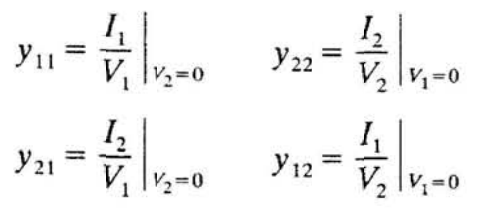 y₁₁ = I₁/V₁ |V₂=0   y₂₂ = I₂/V₂ |V₁=0
y₂₁ = I₂/V₁ |V₂=0   y₁₂ = I₁/V₂ |V₁=0